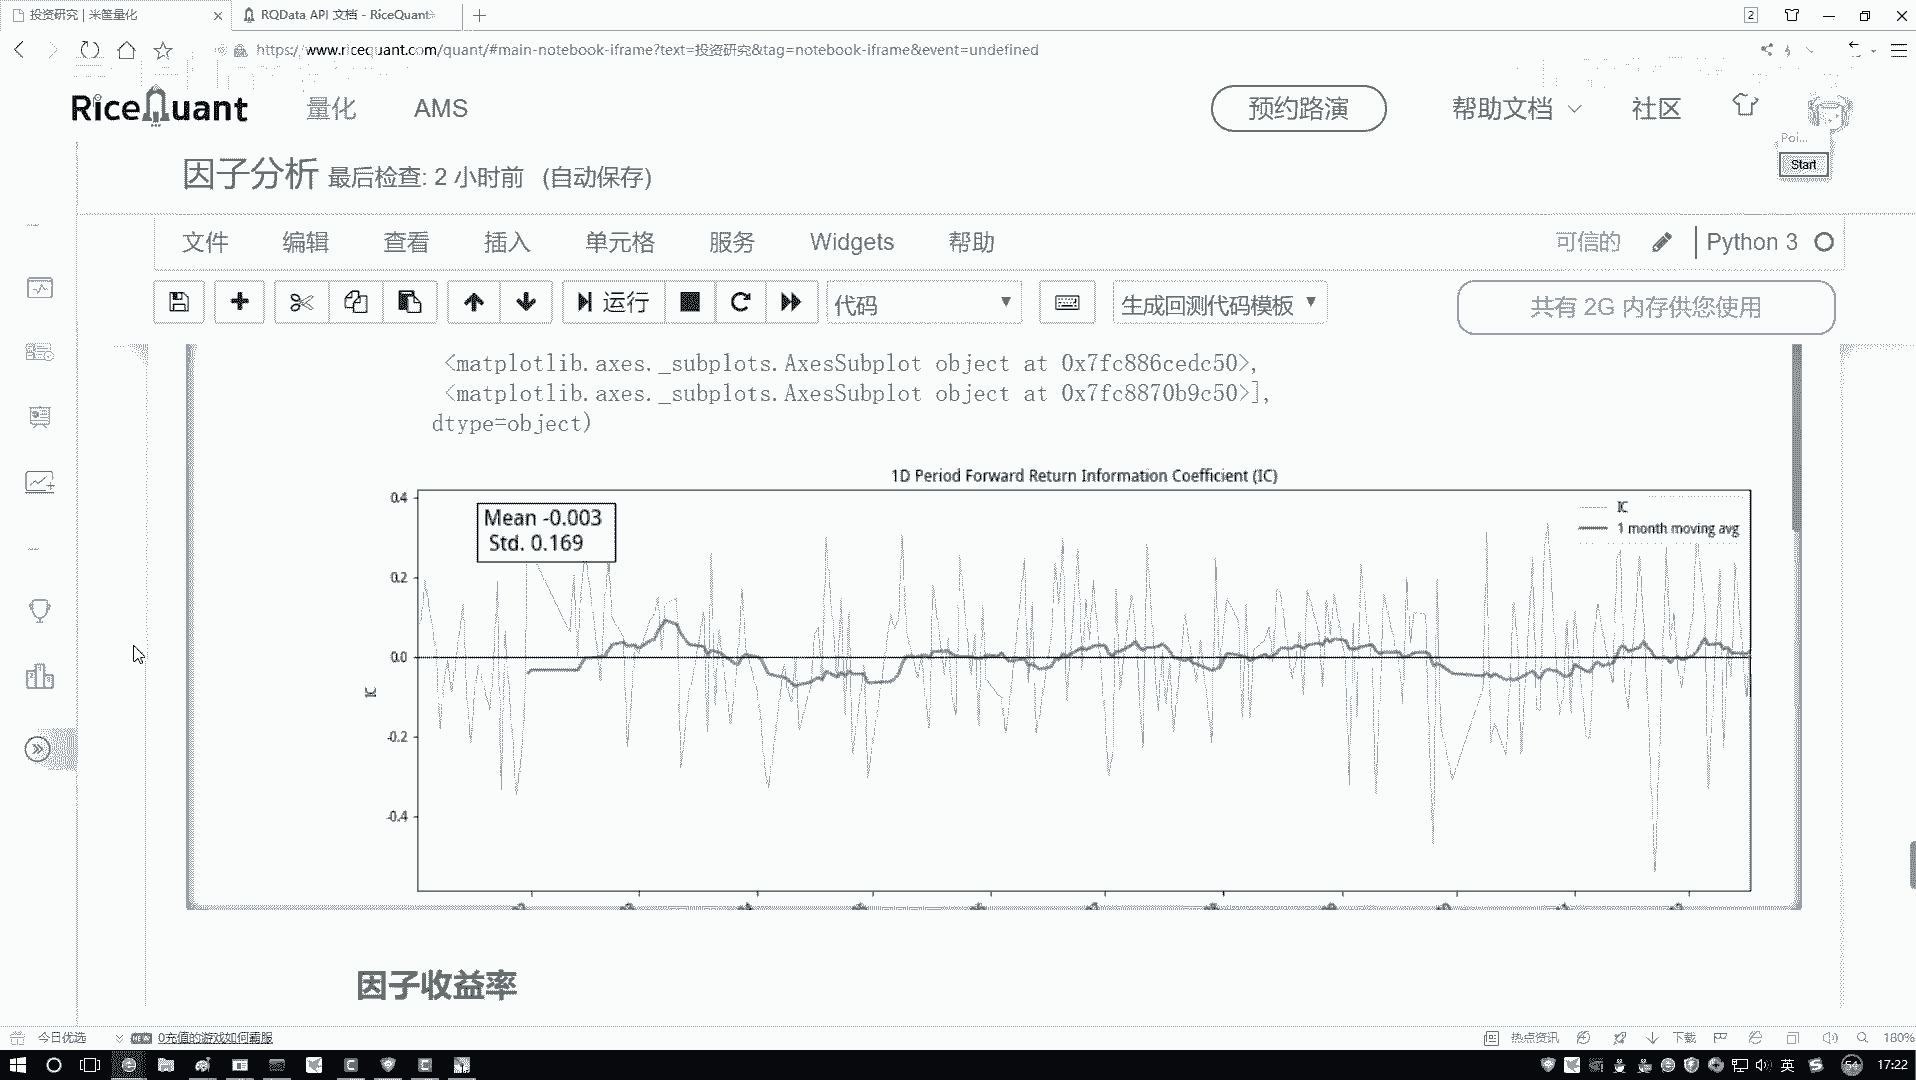 投资研究 | 米筐量化
RQData API 文档 - RiceQuant
2
https://www.ricequant.com/quant/#main-notebook-iframe?text=投资研究&tag=notebook-iframe&event=undefined
RiceQuant 量化 AMS 预约路演 帮助文档 社区
Poi...
Start
因子分析 最后检查: 2 小时前 (自动保存)
文件 编辑 查看 插入 单元格 服务 Widgets 帮助 可信的 Python 3
运行 代码 生成回测代码模板 共有 2G 内存供您使用
<matplotlib.axes._subplots.AxesSubplot object at 0x7fc886cedc50>,
<matplotlib.axes._subplots.AxesSubplot object at 0x7fc8870b9c50>],
dtype=object)
1D Period Forward Return Information Coefficient (IC)
Mean -0.003
Std. 0.169
IC
1 month moving avg
0.4
0.2
0.0
-0.2
-0.4
IC
因子收益率
今日优选 NEW 0充值的游戏如何霸服 热点资讯 下载 180%
英 54 17:22